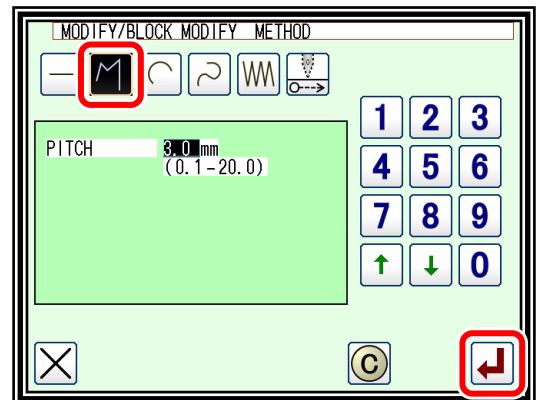 MODIFY/BLOCK MODIFY METHOD
1 2 3
PITCH 3.0 mm
(0.1-20.0)
4 5 6
7 8 9
↑ ↓ 0
C